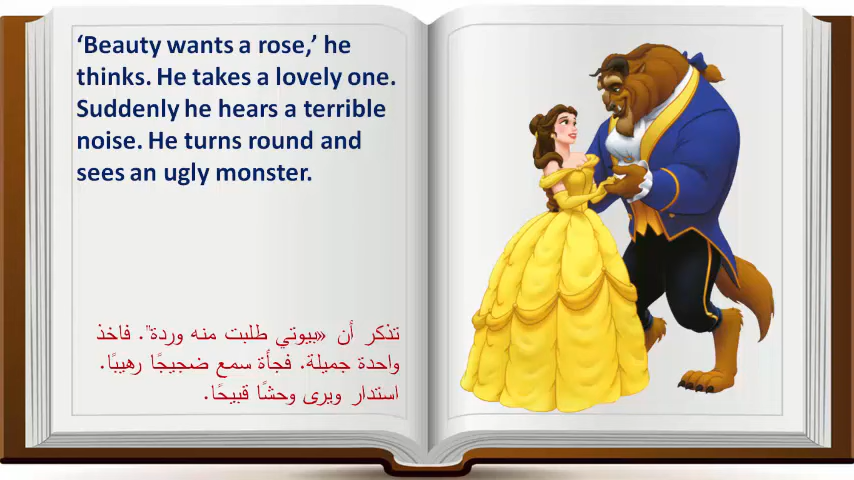 ‘Beauty wants a rose,’ he
thinks. He takes a lovely one.
Suddenly he hears a terrible
noise. He turns round and
sees an ugly monster.
تذكر أن «بيوتي طلبت منه وردة". فاخذ
واحدة جميلة. فجأة سمع ضجيجًا رهيبًا.
استدار ويرى وحشًا قبيحًا.